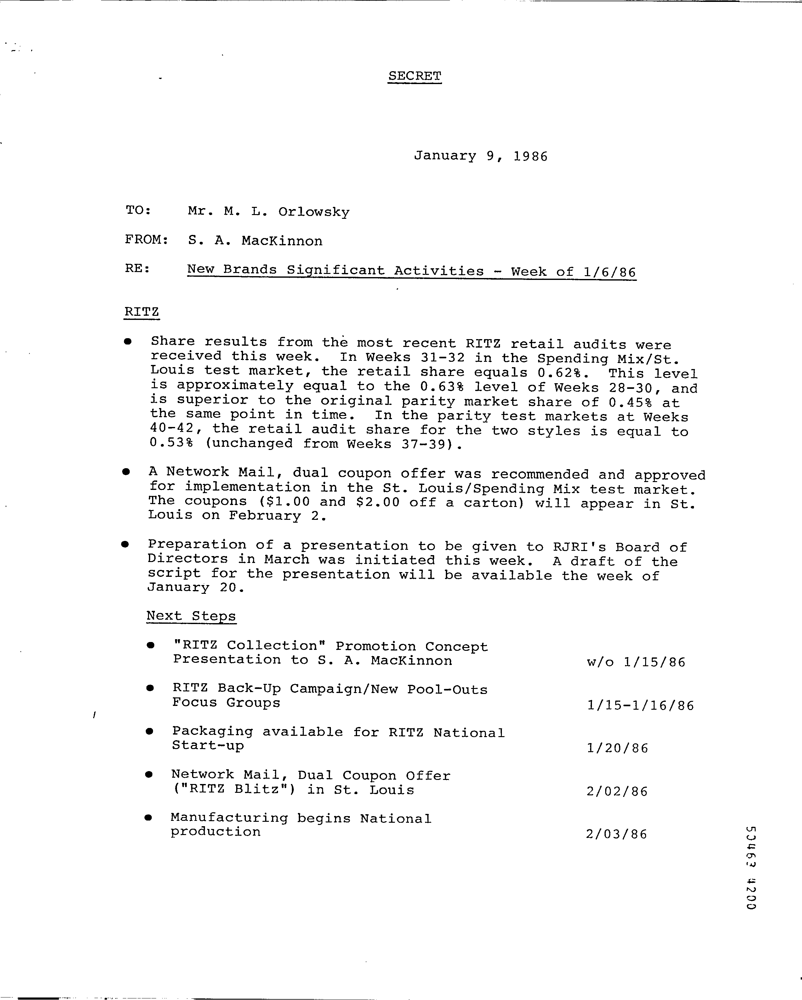 SECRET
January 9, 1986
TO: Mr. M. L. Orlowsky
FROM: S. A. MacKinnon
RE: New Brands Significant Activities - Week of 1/6/86
RITZ
● Share results from the most recent RITZ retail audits were
received this week. In Weeks 31-32 in the Spending Mix/St.
Louis test market, the retail share equals 0.62%. This level
is approximately equal to the 0.63% level of Weeks 28-30, and
is superior to the original parity market share of 0.45% at
the same point in time. In the parity test markets at Weeks
40-42, the retail audit share for the two styles is equal to
0.53% (unchanged from Weeks 37-39).
● A Network Mail, dual coupon offer was recommended and approved
for implementation in the St. Louis/Spending Mix test market.
The coupons ($1.00 and $2.00 off a carton) will appear in St.
Louis on February 2.
● Preparation of a presentation to be given to RJRI's Board of
Directors in March was initiated this week. A draft of the
script for the presentation will be available the week of
January 20.
Next Steps
● "RITZ Collection" Promotion Concept
Presentation to S. A. MacKinnon w/o 1/15/86
● RITZ Back-Up Campaign/New Pool-Outs
Focus Groups 1/15-1/16/86
● Packaging available for RITZ National
Start-up 1/20/86
● Network Mail, Dual Coupon Offer
("RITZ Blitz") in St. Louis 2/02/86
● Manufacturing begins National
production 2/03/86
4200